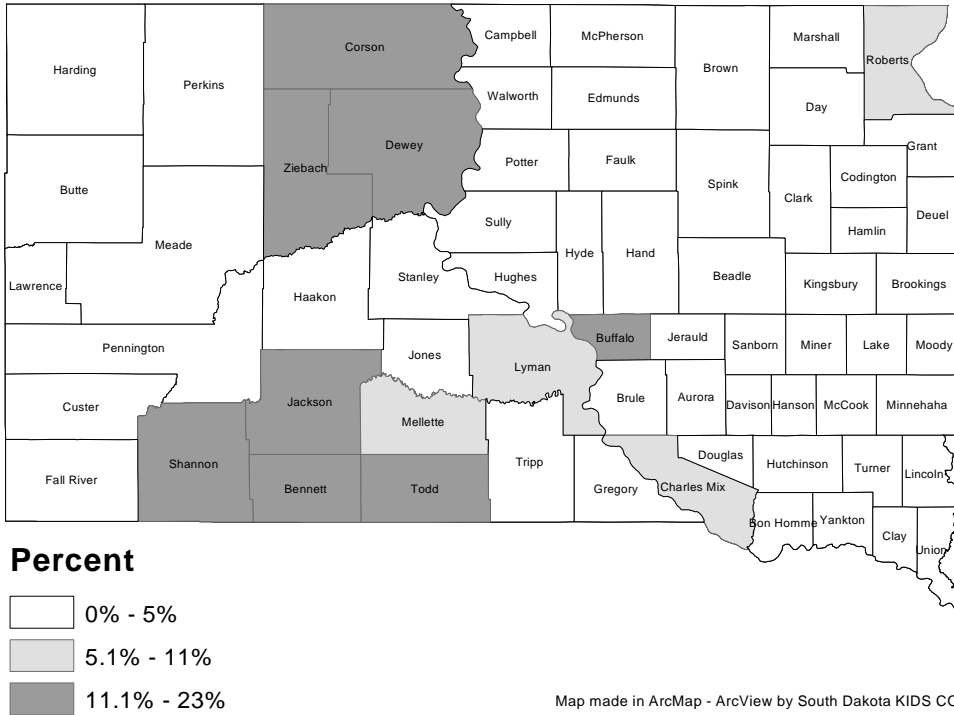 Campbell
McPherson
Marshall
Corson
Roberts
Harding
Brown
Perkins
Walworth
Edmunds
Day
Dewey
Grant
Potter
Faulk
Ziebach
Codington
Butte
Spink
Clark
Deuel
Sully
Hamlin
Meade
Hyde
Hand
Stanley
Hughes
Beadle
Lawrence
Kingsbury
Brookings
Haakon
Buffalo
Jerauld
Sanborn
Miner
Lake
Moody
Pennington
Jones
Lyman
Brule
Aurora
Jackson
Custer
Davison
Hanson
McCook
Minnehaha
Mellette
Douglas
Shannon
Tripp
Hutchinson
Turner
Lincoln
Fall River
Bennett
Todd
Gregory
Charles Mix
Bon Homme
Yankton
Clay
Union
Percent
0% - 5%
5.1% - 11%
11.1% - 23%
Map made in ArcMap - ArcView by South Dakota KIDS CO